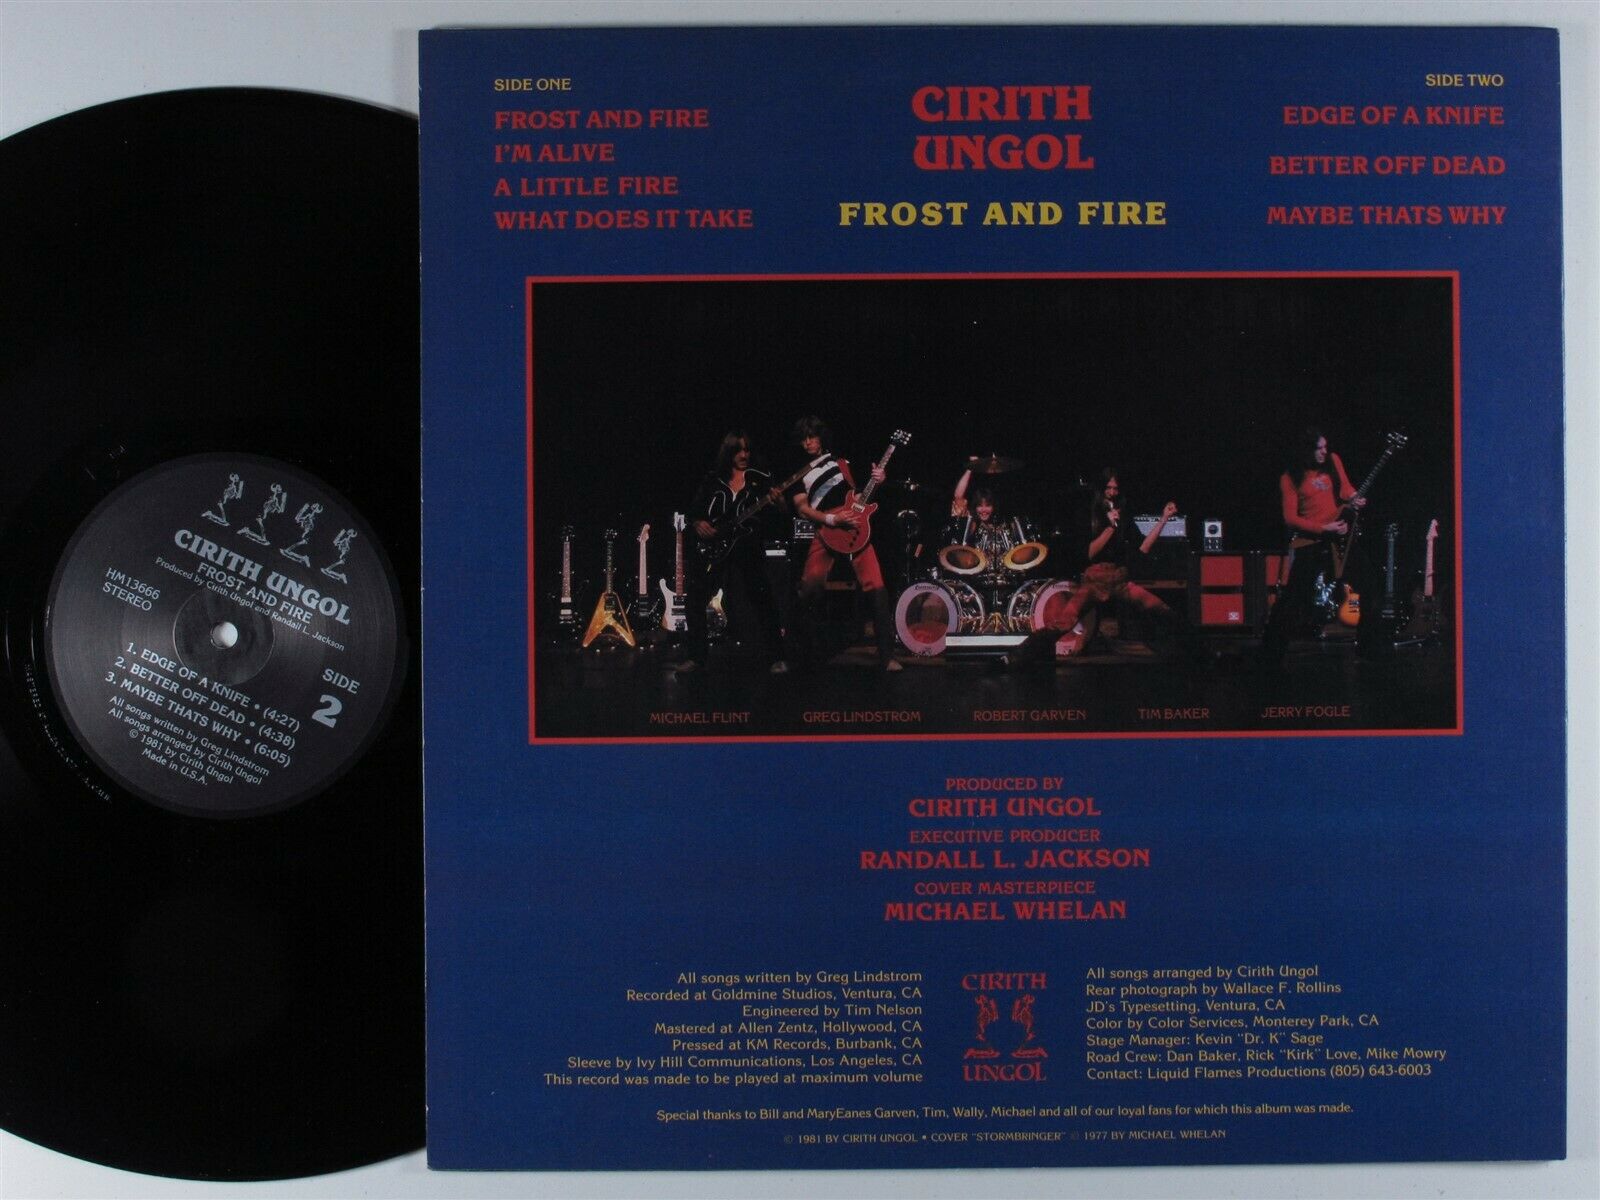 SIDE ONE
FROST AND FIRE
I'M ALIVE
A LITTLE FIRE
WHAT DOES IT TAKE
CIRITH
UNGOL
FROST AND FIRE
SIDE TWO
EDGE OF A KNIFE
BETTER OFF DEAD
MAYBE THATS WHY
MICHAEL FLINT
GREG LINDSTROM
ROBERT GARVEN
TIM BAKER
JERRY FOGLE
PRODUCED BY
CIRITH UNGOL
EXECUTIVE PRODUCER
RANDALL L. JACKSON
COVER MASTERPIECE
MICHAEL WHELAN
All songs written by Greg Lindstrom
Recorded at Goldmine Studios, Ventura, CA
Engineered by Tim Nelson
Mastered at Allen Zentz, Hollywood, CA
Pressed at KM Records, Burbank, CA
Sleeve by Ivy Hill Communications, Los Angeles, CA
This record was made to be played at maximum volume
CIRITH
UNGOL
All songs arranged by Cirith Ungol
Rear photograph by Wallace F. Rollins
JD's Typesetting, Ventura, CA
Color by Color Services, Monterey Park, CA
Stage Manager: Kevin "Dr. K" Sage
Road Crew: Dan Baker, Rick "Kirk" Love, Mike Mowry
Contact: Liquid Flames Productions (805) 643-6003
Special thanks to Bill and MaryEanes Garven, Tim, Wally, Michael and all of our loyal fans for which this album was made.
© 1981 BY CIRITH UNGOL • COVER "STORMBRINGER" © 1977 BY MICHAEL WHELAN
CIRITH UNGOL
FROST AND FIRE
Produced by Cirith Ungol and Randall L. Jackson
HM13666
STEREO
SIDE
2
1. EDGE OF A KNIFE • (4:27)
2. BETTER OFF DEAD • (4:38)
3. MAYBE THATS WHY • (6:05)
All songs written by Greg Lindstrom
All songs arranged by Cirith Ungol
© 1981 by Cirith Ungol
Made in U.S.A.